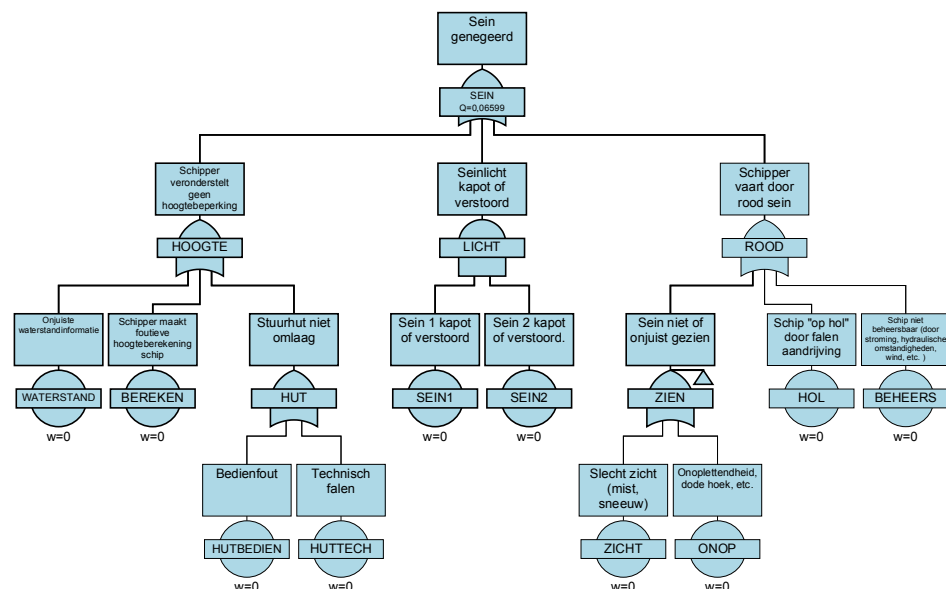 Sein
genegeerd
SEIN
Q=0,06599
Schipper
veronderstelt
geen
hoogtebeperking
HOOGTE
Seinlicht
kapot of
verstoord
LICHT
Schipper
vaart door
rood sein
ROOD
Onjuiste
waterstandinformatie
WATERSTAND
w=0
Schipper maakt
foutieve
hoogteberekening
schip
BEREKEN
w=0
Stuurhut niet
omlaag
HUT
Sein 1 kapot
of verstoord
SEIN1
w=0
Sein 2 kapot
of verstoord.
SEIN2
w=0
Sein niet of
onjuist gezien
ZIEN
Schip "op hol"
door falen
aandrijving
HOL
w=0
Schip niet
beheersbaar (door
stroming, hydraulische
omstandigheden,
wind, etc. )
BEHEERS
w=0
Bedienfout
HUTBEDIEN
w=0
Technisch
falen
HUTTECH
w=0
Slecht zicht
(mist,
sneeuw)
ZICHT
w=0
Onoplettendheid,
dode hoek, etc.
ONOP
w=0